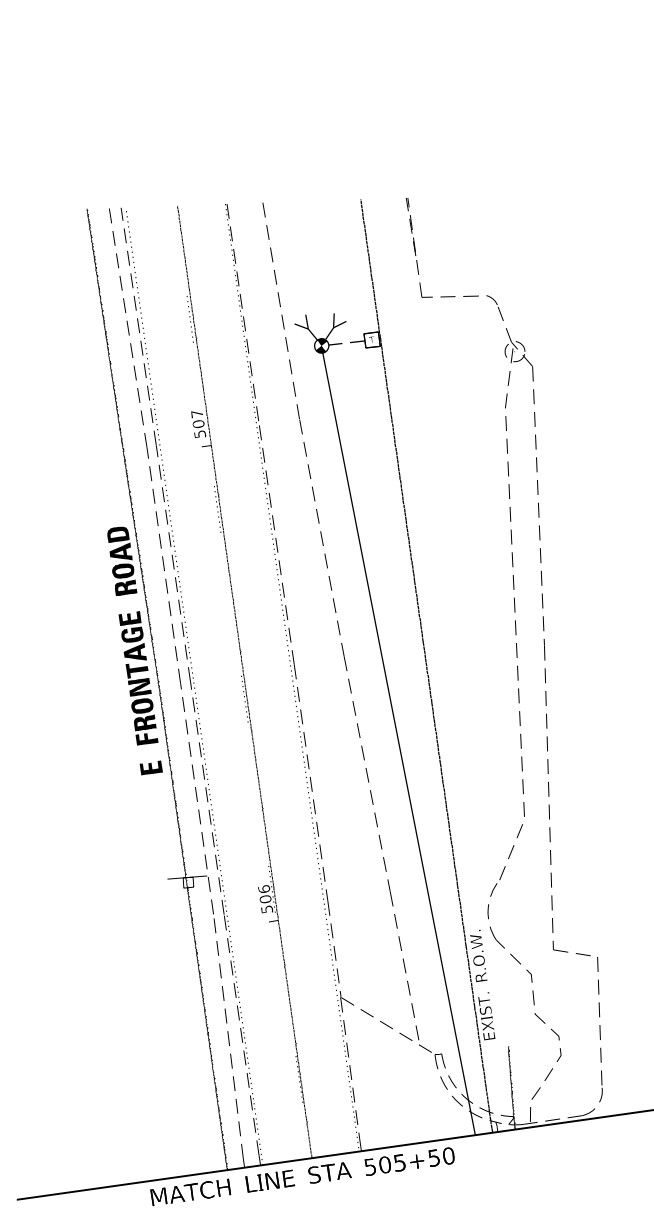 T
507
E FRONTAGE ROAD
506
EXIST. R.O.W.
MATCH LINE STA 505+50